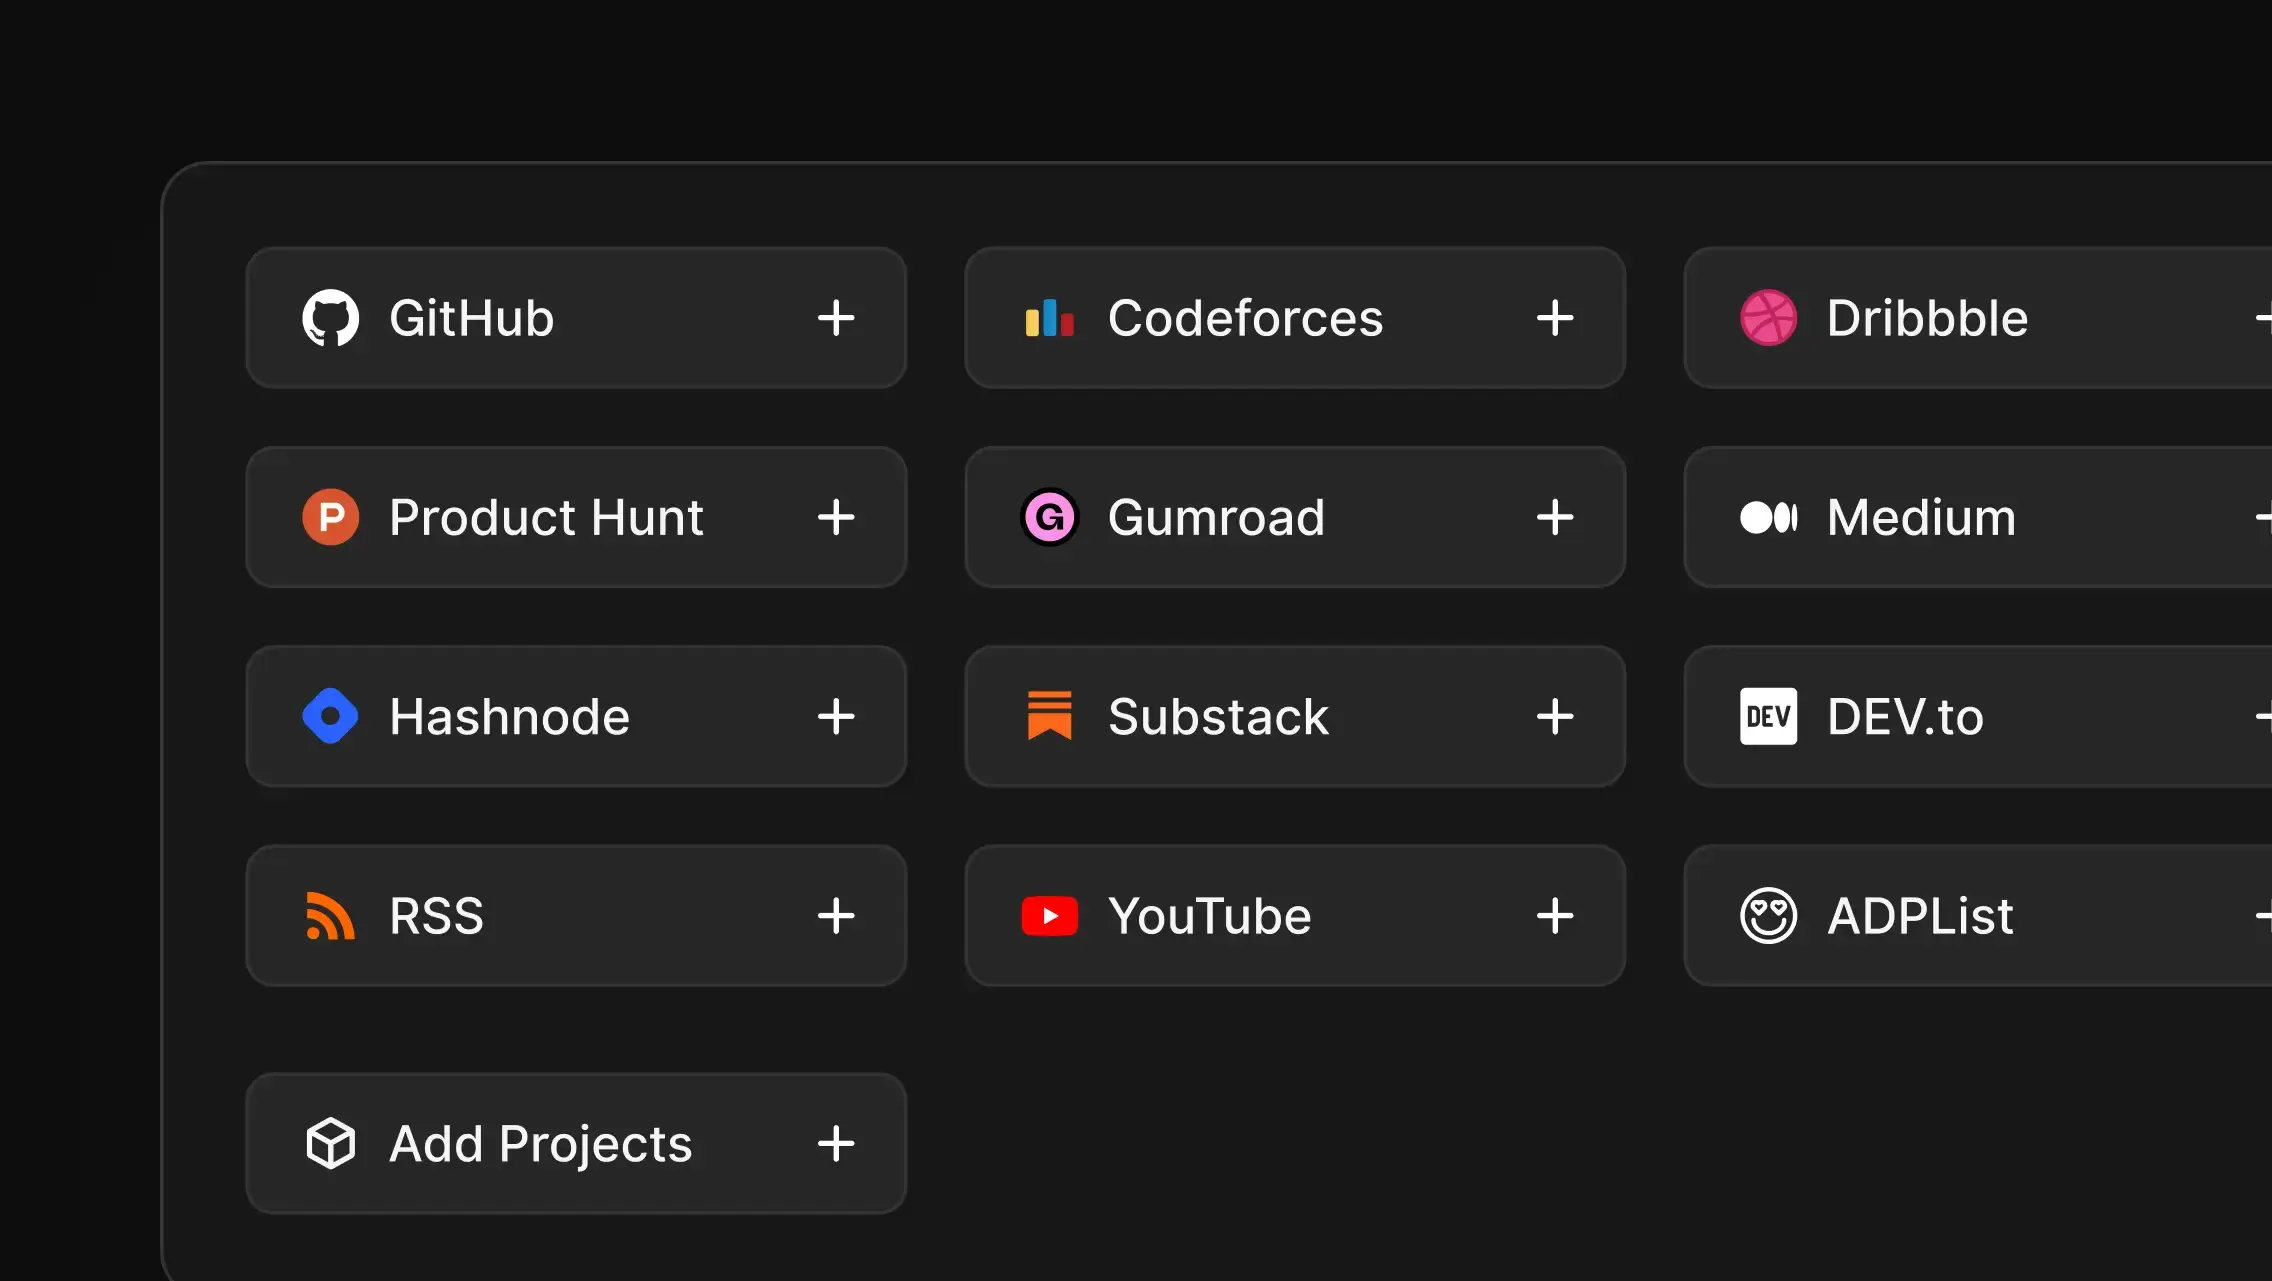 GitHub
Codeforces
Dribbble
P Product Hunt
G Gumroad
Medium
Hashnode
Substack
DEV DEV.to
RSS
YouTube
ADPList
Add Projects